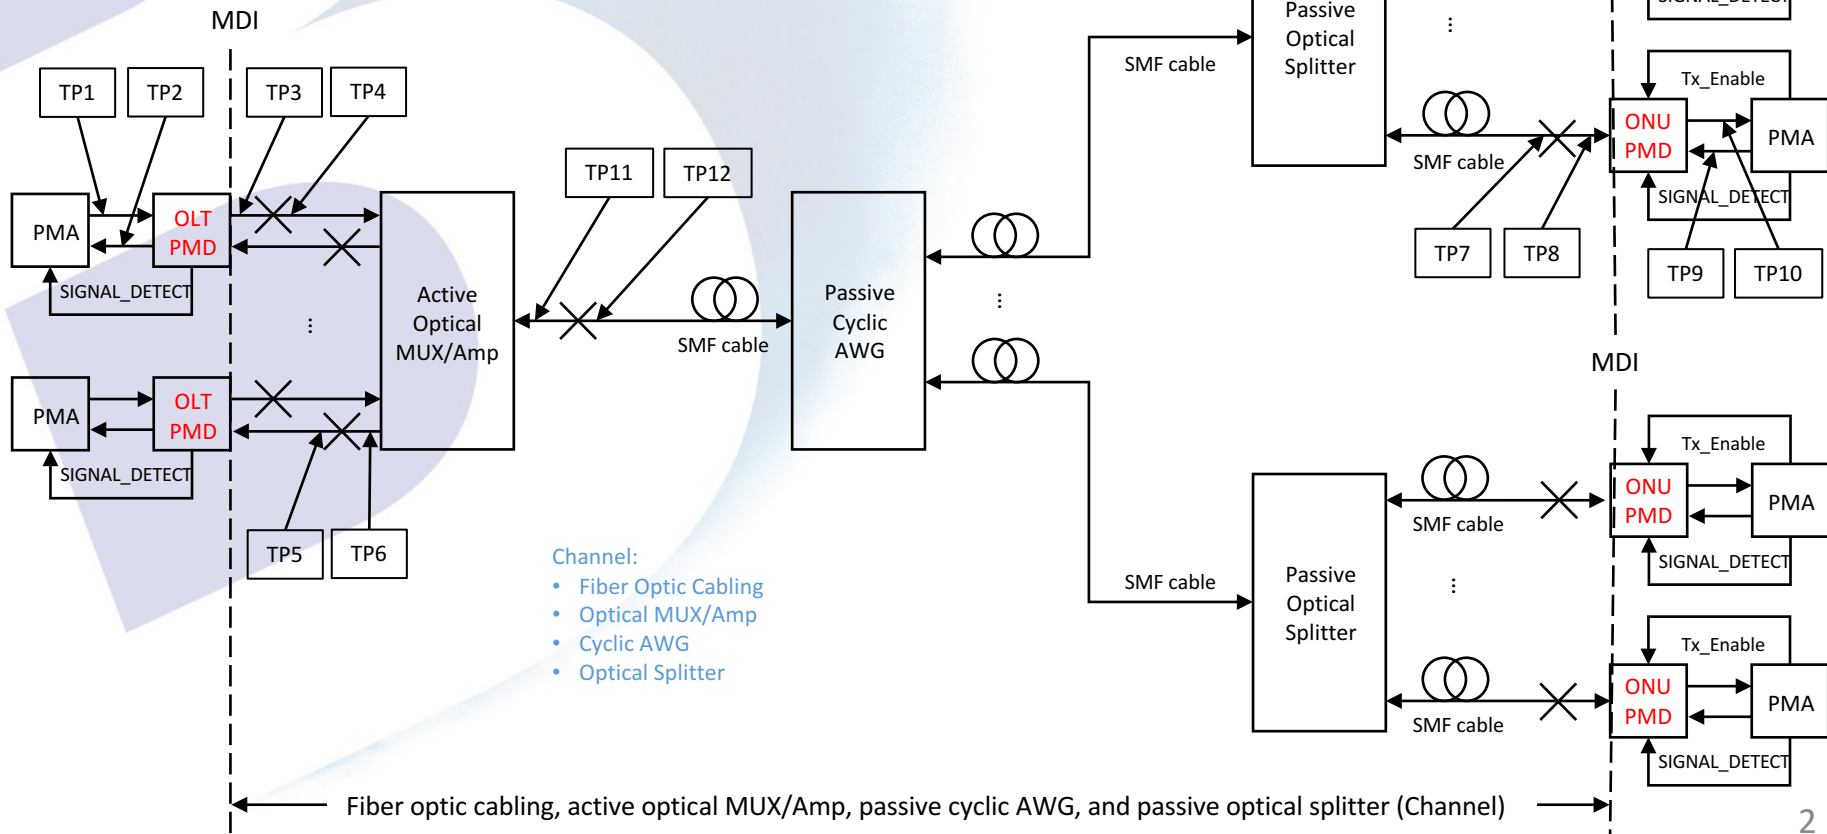 MDI
TP1
TP2
TP3
TP4
PMA
OLT
PMD
SIGNAL_DETECT
...
PMA
OLT
PMD
SIGNAL_DETECT
TP5
TP6
Active
Optical
MUX/Amp
TP11
TP12
SMF cable
Passive
Cyclic
AWG
...
SMF cable
Passive
Optical
Splitter
...
SMF cable
TP7
TP8
SIGNAL_DETECT
Tx_Enable
ONU
PMD
PMA
SIGNAL_DETECT
TP9
TP10
MDI
SMF cable
Passive
Optical
Splitter
SMF cable
...
SMF cable
Tx_Enable
ONU
PMD
PMA
SIGNAL_DETECT
Tx_Enable
ONU
PMD
PMA
SIGNAL_DETECT
Channel:
• Fiber Optic Cabling
• Optical MUX/Amp
• Cyclic AWG
• Optical Splitter
Fiber optic cabling, active optical MUX/Amp, passive cyclic AWG, and passive optical splitter (Channel)
2